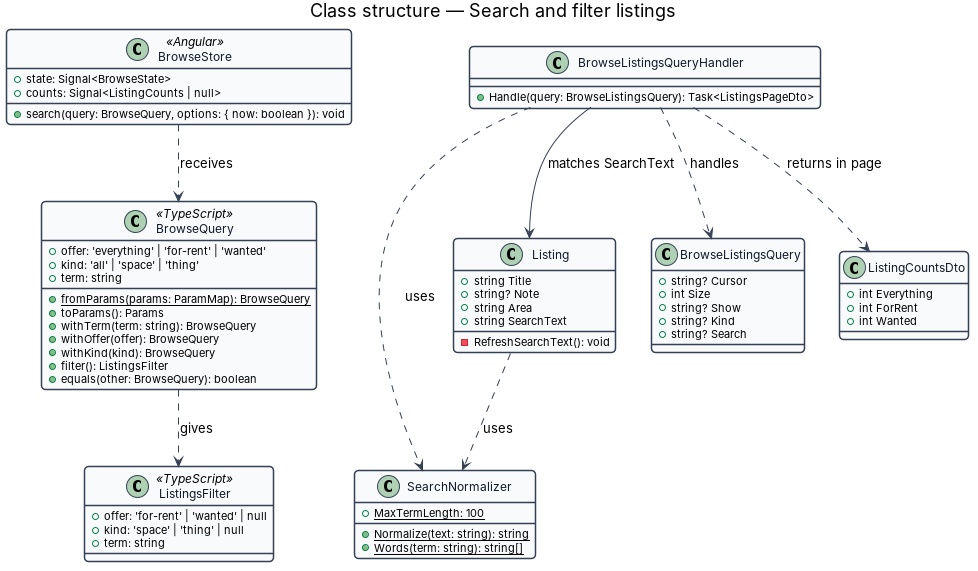 Class structure — Search and filter listings
«Angular»
BrowseStore
state: Signal<BrowseState>
counts: Signal<ListingCounts | null>
search(query: BrowseQuery, options: { now: boolean }): void
receives
«TypeScript»
BrowseQuery
offer: 'everything' | 'for-rent' | 'wanted'
kind: 'all' | 'space' | 'thing'
term: string
fromParams(params: ParamMap): BrowseQuery
toParams(): Params
withTerm(term: string): BrowseQuery
withOffer(offer): BrowseQuery
withKind(kind): BrowseQuery
filter(): ListingsFilter
equals(other: BrowseQuery): boolean
gives
«TypeScript»
ListingsFilter
offer: 'for-rent' | 'wanted' | null
kind: 'space' | 'thing' | null
term: string
BrowseListingsQueryHandler
Handle(query: BrowseListingsQuery): Task<ListingsPageDto>
uses
matches SearchText
handles
returns in page
Listing
string Title
string? Note
string Area
string SearchText
RefreshSearchText(): void
uses
BrowseListingsQuery
string? Cursor
int Size
string? Show
string? Kind
string? Search
ListingCountsDto
int Everything
int ForRent
int Wanted
SearchNormalizer
MaxTermLength: 100
Normalize(text: string): string
Words(term: string): string[]